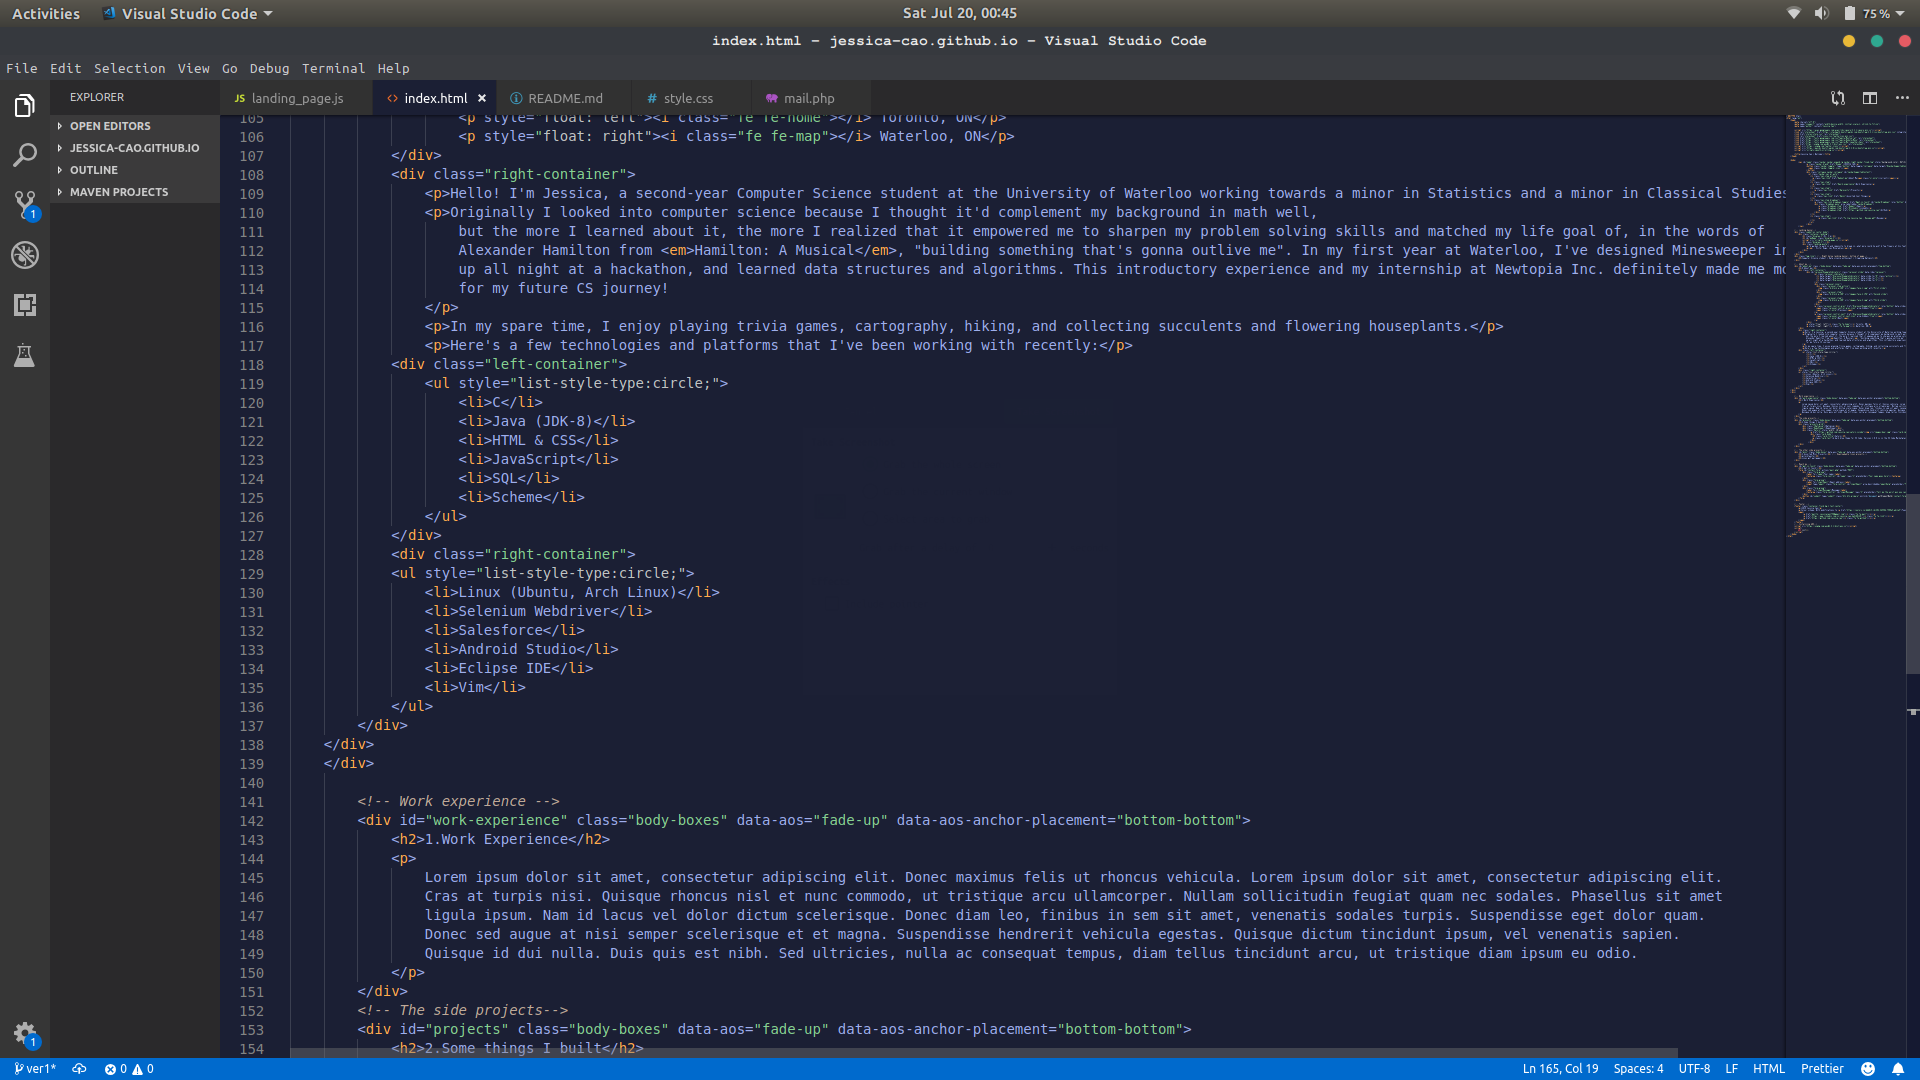 Activities Visual Studio Code Sat Jul 20, 00:45 75 %
index.html - jessica-cao.github.io - Visual Studio Code
File Edit Selection View Go Debug Terminal Help
EXPLORER JS landing_page.js index.html README.md # style.css mail.php
OPEN EDITORS
JESSICA-CAO.GITHUB.IO
OUTLINE
MAVEN PROJECTS
1
1
105 <p style="float: left"><i class="fe fe-home"></i> Toronto, ON</p>
106 <p style="float: right"><i class="fe fe-map"></i> Waterloo, ON</p>
107 </div>
108 <div class="right-container">
109 <p>Hello! I'm Jessica, a second-year Computer Science student at the University of Waterloo working towards a minor in Statistics and a minor in Classical Studies
110 <p>Originally I looked into computer science because I thought it'd complement my background in math well,
111 but the more I learned about it, the more I realized that it empowered me to sharpen my problem solving skills and matched my life goal of, in the words of
112 Alexander Hamilton from <em>Hamilton: A Musical</em>, "building something that's gonna outlive me". In my first year at Waterloo, I've designed Minesweeper in
113 up all night at a hackathon, and learned data structures and algorithms. This introductory experience and my internship at Newtopia Inc. definitely made me mo
114 for my future CS journey!
115 </p>
116 <p>In my spare time, I enjoy playing trivia games, cartography, hiking, and collecting succulents and flowering houseplants.</p>
117 <p>Here's a few technologies and platforms that I've been working with recently:</p>
118 <div class="left-container">
119 <ul style="list-style-type:circle;">
120 <li>C</li>
121 <li>Java (JDK-8)</li>
122 <li>HTML & CSS</li>
123 <li>JavaScript</li>
124 <li>SQL</li>
125 <li>Scheme</li>
126 </ul>
127 </div>
128 <div class="right-container">
129 <ul style="list-style-type:circle;">
130 <li>Linux (Ubuntu, Arch Linux)</li>
131 <li>Selenium Webdriver</li>
132 <li>Salesforce</li>
133 <li>Android Studio</li>
134 <li>Eclipse IDE</li>
135 <li>Vim</li>
136 </ul>
137 </div>
138 </div>
139 </div>
140
141 <!-- Work experience -->
142 <div id="work-experience" class="body-boxes" data-aos="fade-up" data-aos-anchor-placement="bottom-bottom">
143 <h2>1.Work Experience</h2>
144 <p>
145 Lorem ipsum dolor sit amet, consectetur adipiscing elit. Donec maximus felis ut rhoncus vehicula. Lorem ipsum dolor sit amet, consectetur adipiscing elit.
146 Cras at turpis nisi. Quisque rhoncus nisl et nunc commodo, ut tristique arcu ullamcorper. Nullam sollicitudin feugiat quam nec sodales. Phasellus sit amet
147 ligula ipsum. Nam id lacus vel dolor dictum scelerisque. Donec diam leo, finibus in sem sit amet, venenatis sodales turpis. Suspendisse eget dolor quam.
148 Donec sed augue at nisi semper scelerisque et et magna. Suspendisse hendrerit vehicula egestas. Quisque dictum tincidunt ipsum, vel venenatis sapien.
149 Quisque id dui nulla. Duis quis est nibh. Sed ultricies, nulla ac consequat tempus, diam tellus tincidunt arcu, ut tristique diam ipsum eu odio.
150 </p>
151 </div>
152 <!-- The side projects-->
153 <div id="projects" class="body-boxes" data-aos="fade-up" data-aos-anchor-placement="bottom-bottom">
154 <h2>2.Some things I built</h2>
ver1* 0 0 Ln 165, Col 19 Spaces: 4 UTF-8 LF HTML Prettier